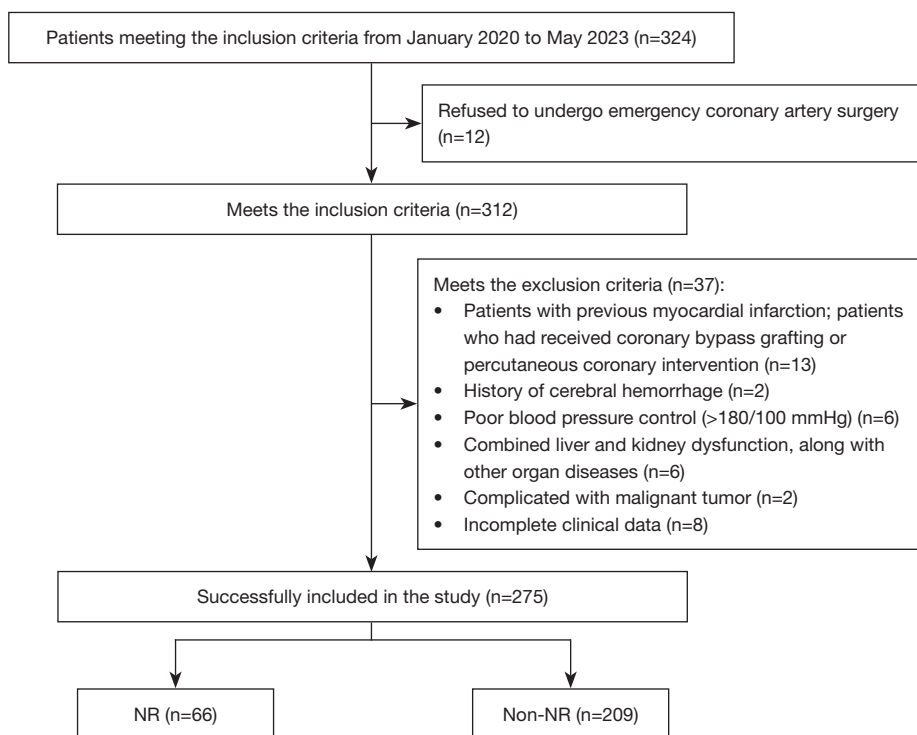 Patients meeting the inclusion criteria from January 2020 to May 2023 (n=324)
Refused to undergo emergency coronary artery surgery
(n=12)
Meets the inclusion criteria (n=312)
Meets the exclusion criteria (n=37):
• Patients with previous myocardial infarction; patients
who had received coronary bypass grafting or
percutaneous coronary intervention (n=13)
• History of cerebral hemorrhage (n=2)
• Poor blood pressure control (>180/100 mmHg) (n=6)
• Combined liver and kidney dysfunction, along with
other organ diseases (n=6)
• Complicated with malignant tumor (n=2)
• Incomplete clinical data (n=8)
Successfully included in the study (n=275)
NR (n=66)
Non-NR (n=209)